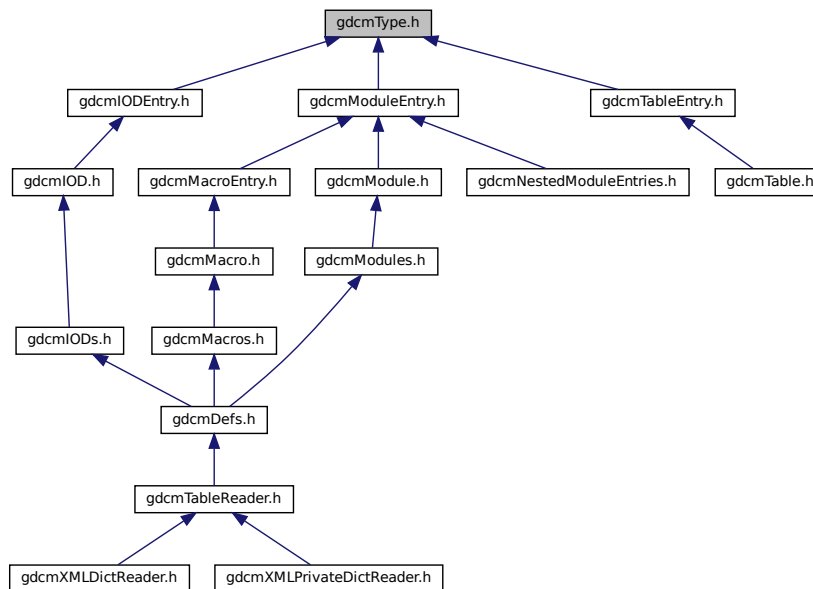 gdcmType.h
gdcmIODEntry.h
gdcmModuleEntry.h
gdcmTableEntry.h
gdcmIOD.h
gdcmMacroEntry.h
gdcmModule.h
gdcmNestedModuleEntries.h
gdcmTable.h
gdcmMacro.h
gdcmModules.h
gdcmIODs.h
gdcmMacros.h
gdcmDefs.h
gdcmTableReader.h
gdcmXMLDictReader.h
gdcmXMLPrivateDictReader.h